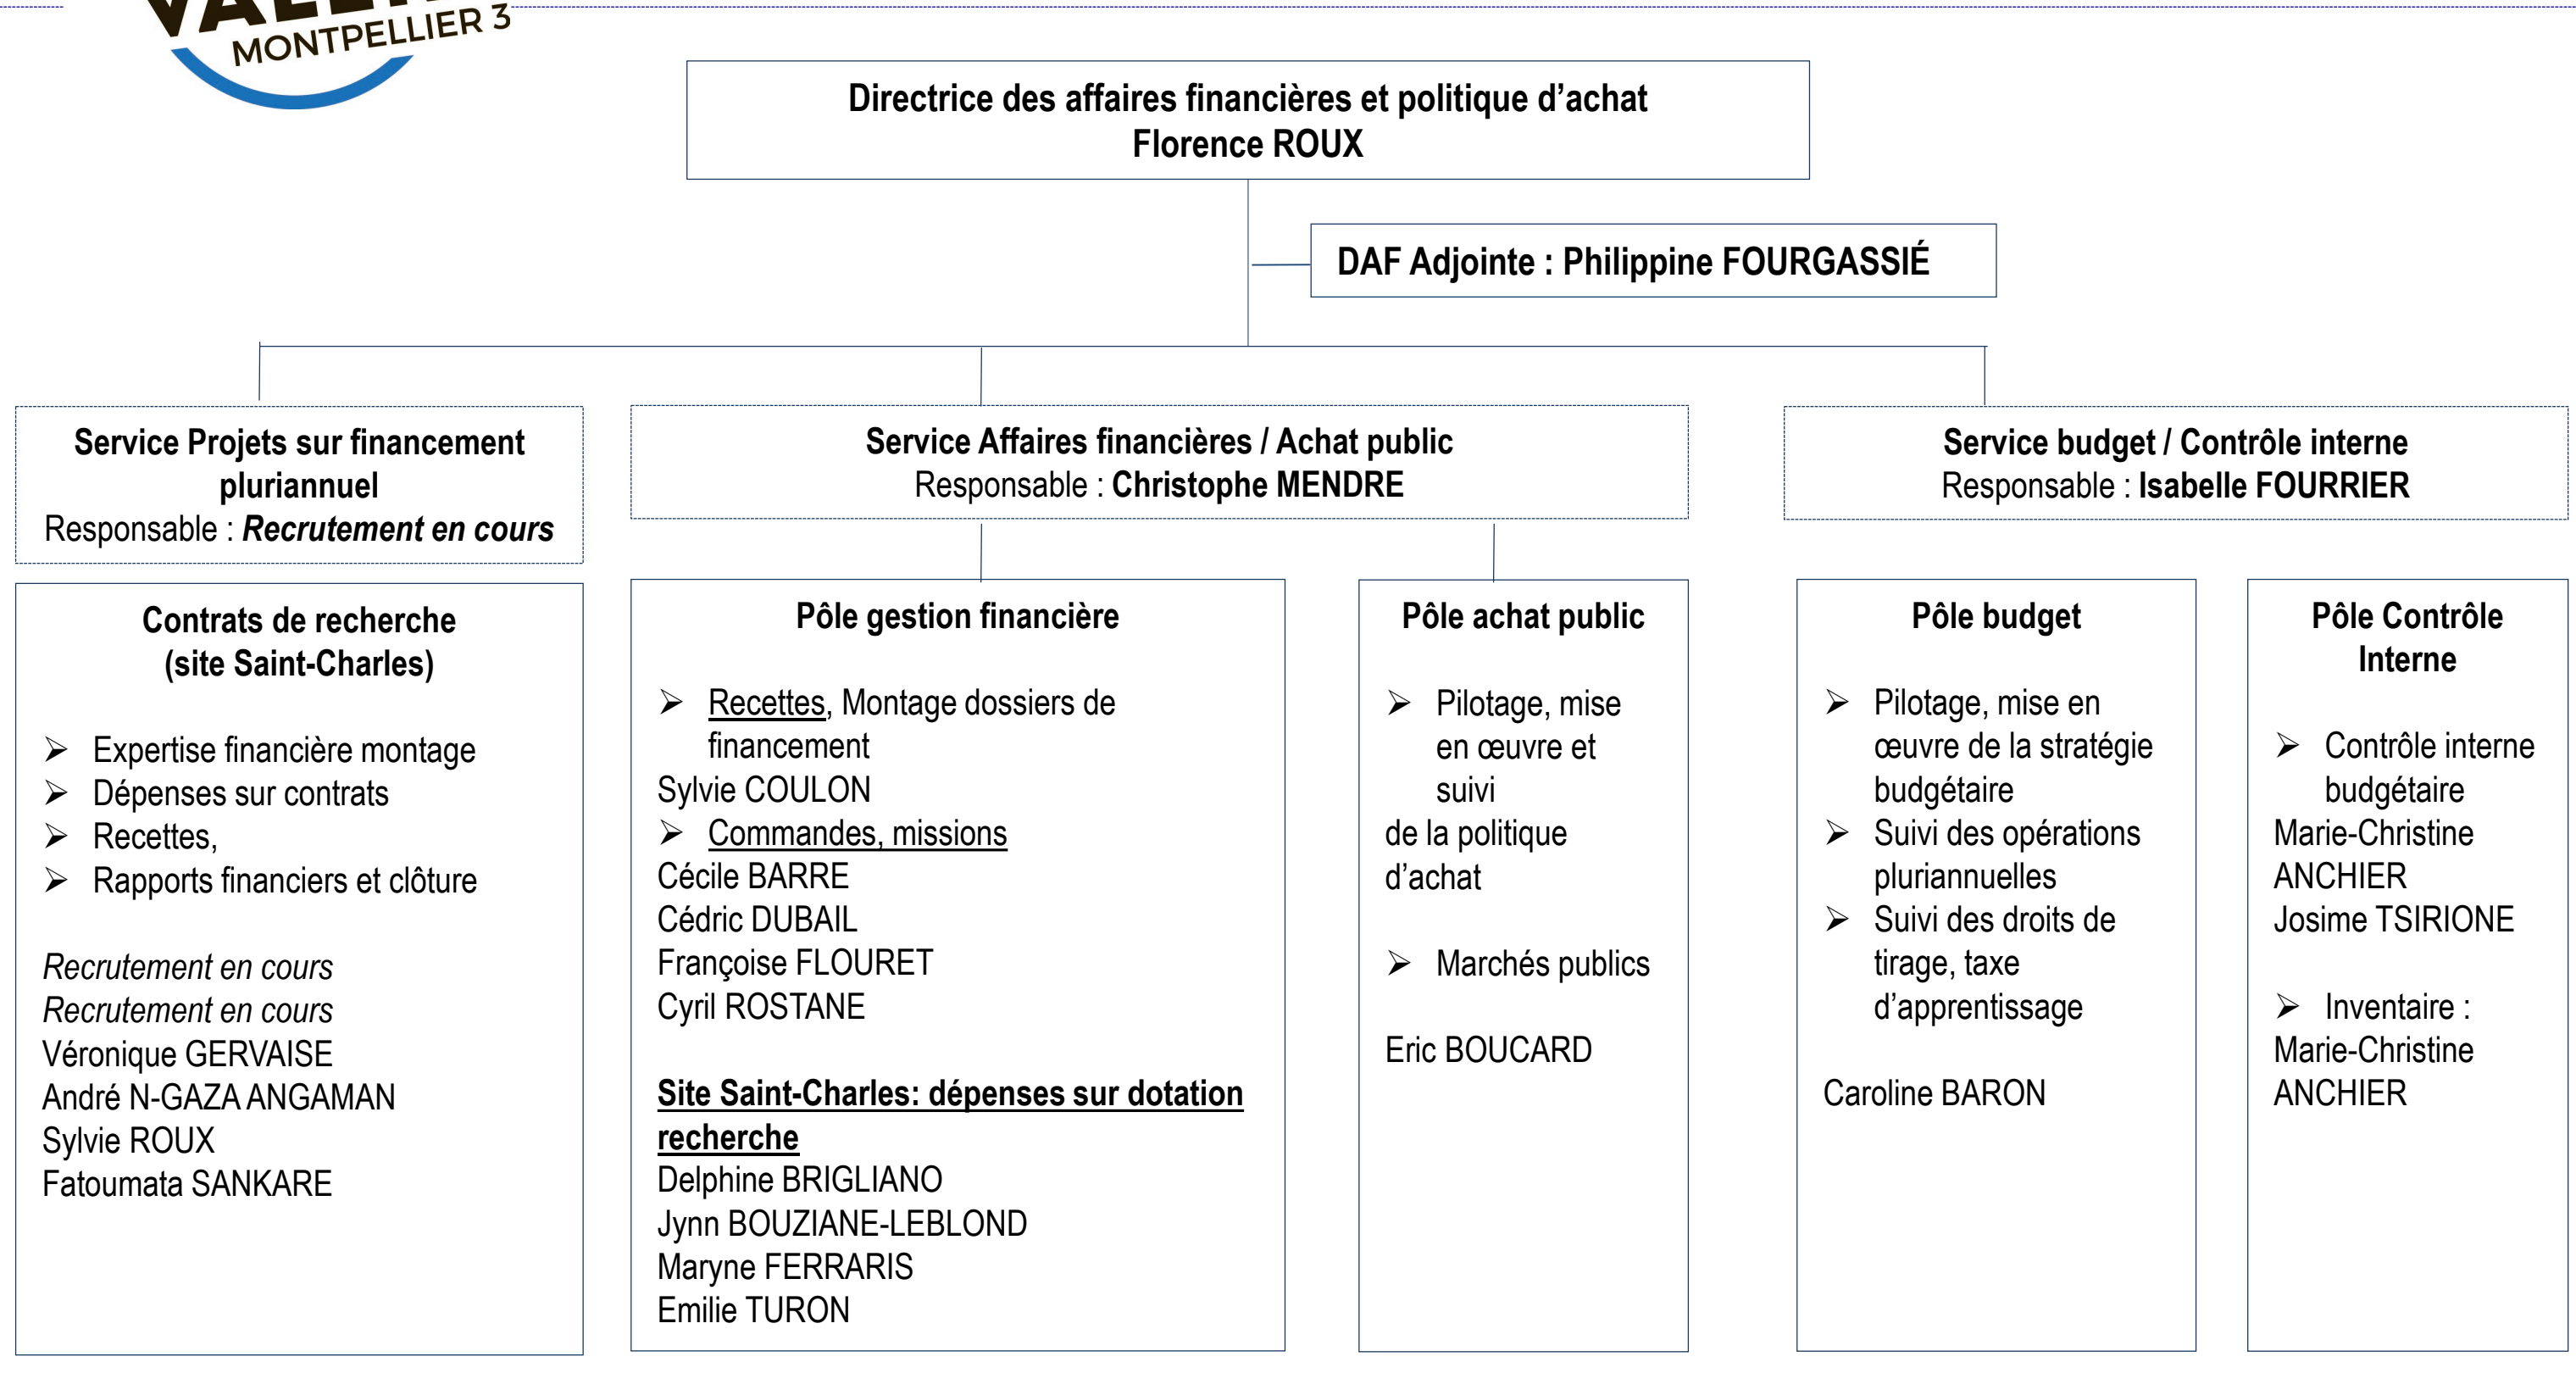 MONTPELLIER 3
Directrice des affaires financières et politique d’achat
Florence ROUX
DAF Adjointe : Philippine FOURGASSIÉ
Service Projets sur financement
pluriannuel
Responsable : Recrutement en cours
Service Affaires financières / Achat public
Responsable : Christophe MENDRE
Service budget / Contrôle interne
Responsable : Isabelle FOURRIER
Contrats de recherche
(site Saint-Charles)
➢ Expertise financière montage
➢ Dépenses sur contrats
➢ Recettes,
➢ Rapports financiers et clôture
Recrutement en cours
Recrutement en cours
Véronique GERVAISE
André N-GAZA ANGAMAN
Sylvie ROUX
Fatoumata SANKARE
Pôle gestion financière
➢ Recettes, Montage dossiers de
financement
Sylvie COULON
➢ Commandes, missions
Cécile BARRE
Cédric DUBAIL
Françoise FLOURET
Cyril ROSTANE
Site Saint-Charles: dépenses sur dotation
recherche
Delphine BRIGLIANO
Jynn BOUZIANE-LEBLOND
Maryne FERRARIS
Emilie TURON
Pôle achat public
➢ Pilotage, mise
en œuvre et
suivi
de la politique
d’achat
➢ Marchés publics
Eric BOUCARD
Pôle budget
➢ Pilotage, mise en
œuvre de la stratégie
budgétaire
➢ Suivi des opérations
pluriannuelles
➢ Suivi des droits de
tirage, taxe
d’apprentissage
Caroline BARON
Pôle Contrôle
Interne
➢ Contrôle interne
budgétaire
Marie-Christine
ANCHIER
Josime TSIRIONE
➢ Inventaire :
Marie-Christine
ANCHIER